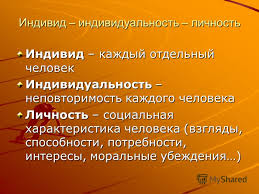 Индивид – индивидуальность – личность
Индивид – каждый отдельный
человек
Индивидуальность –
неповторимость каждого человека
Личность – социальная
характеристика человека (взгляды,
способности, потребности,
интересы, моральные убеждения…)
MyShared